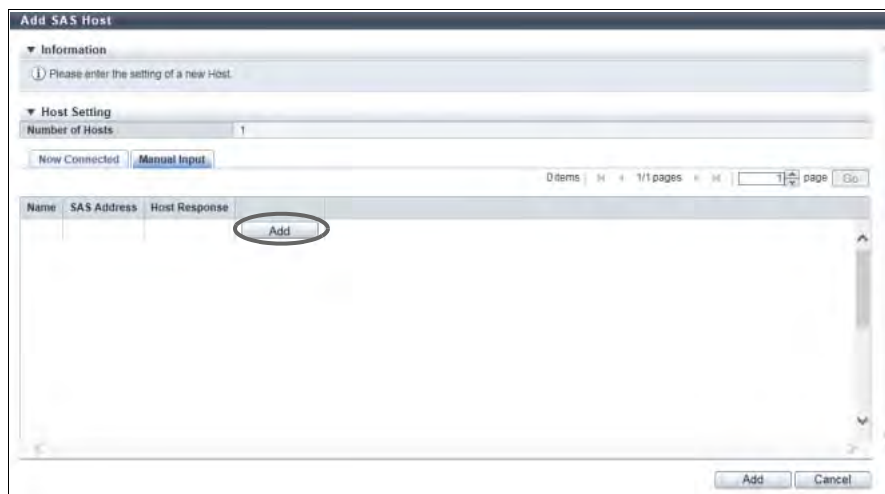 Add SAS Host
Information
Please enter the setting of a new Host.
Host Setting
Number of Hosts 1
Now Connected Manual Input
0 items 1/1 pages 1 page Go
Name SAS Address Host Response
Add
Add Cancel